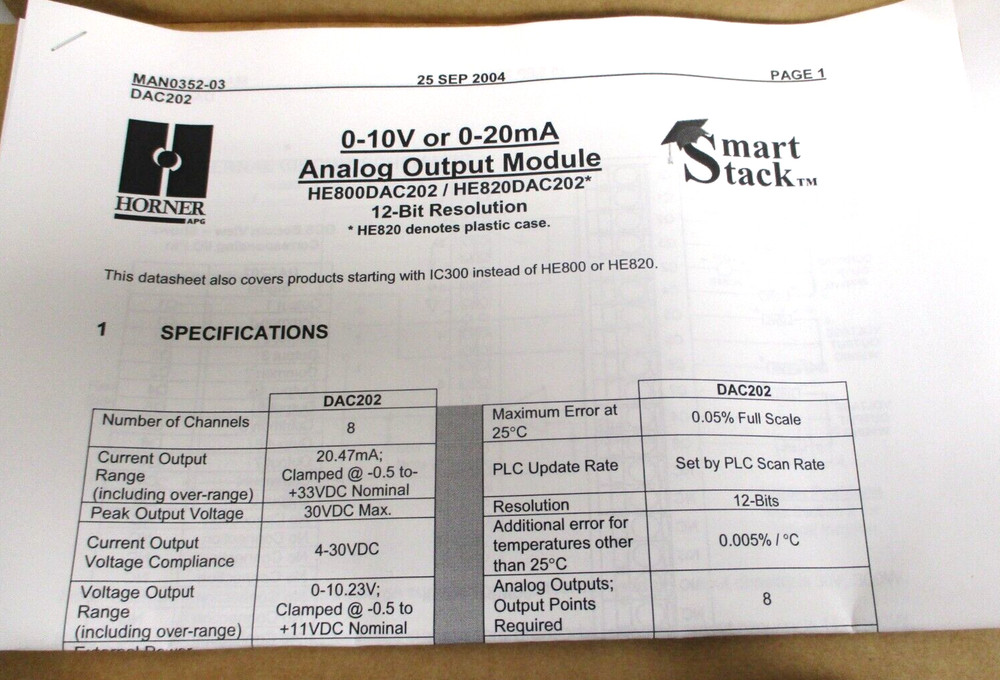 MAN0352-03 25 SEP 2004 PAGE 1
DAC202
HORNER
APG
0-10V or 0-20mA
Analog Output Module
HE800DAC202 / HE820DAC202*
12-Bit Resolution
* HE820 denotes plastic case.
Smart
Stack TM
This datasheet also covers products starting with IC300 instead of HE800 or HE820.
1 SPECIFICATIONS
DAC202
Number of Channels 8
Current Output
Range
(including over-range)
20.47mA;
Clamped @ -0.5 to-
+33VDC Nominal
Peak Output Voltage 30VDC Max.
Current Output
Voltage Compliance
4-30VDC
Voltage Output
Range
(including over-range)
0-10.23V;
Clamped @ -0.5 to
+11VDC Nominal
External Power
DAC202
Maximum Error at
25°C
0.05% Full Scale
PLC Update Rate Set by PLC Scan Rate
Resolution 12-Bits
Additional error for
temperatures other
than 25°C
0.005% / °C
Analog Outputs;
Output Points
Required
8